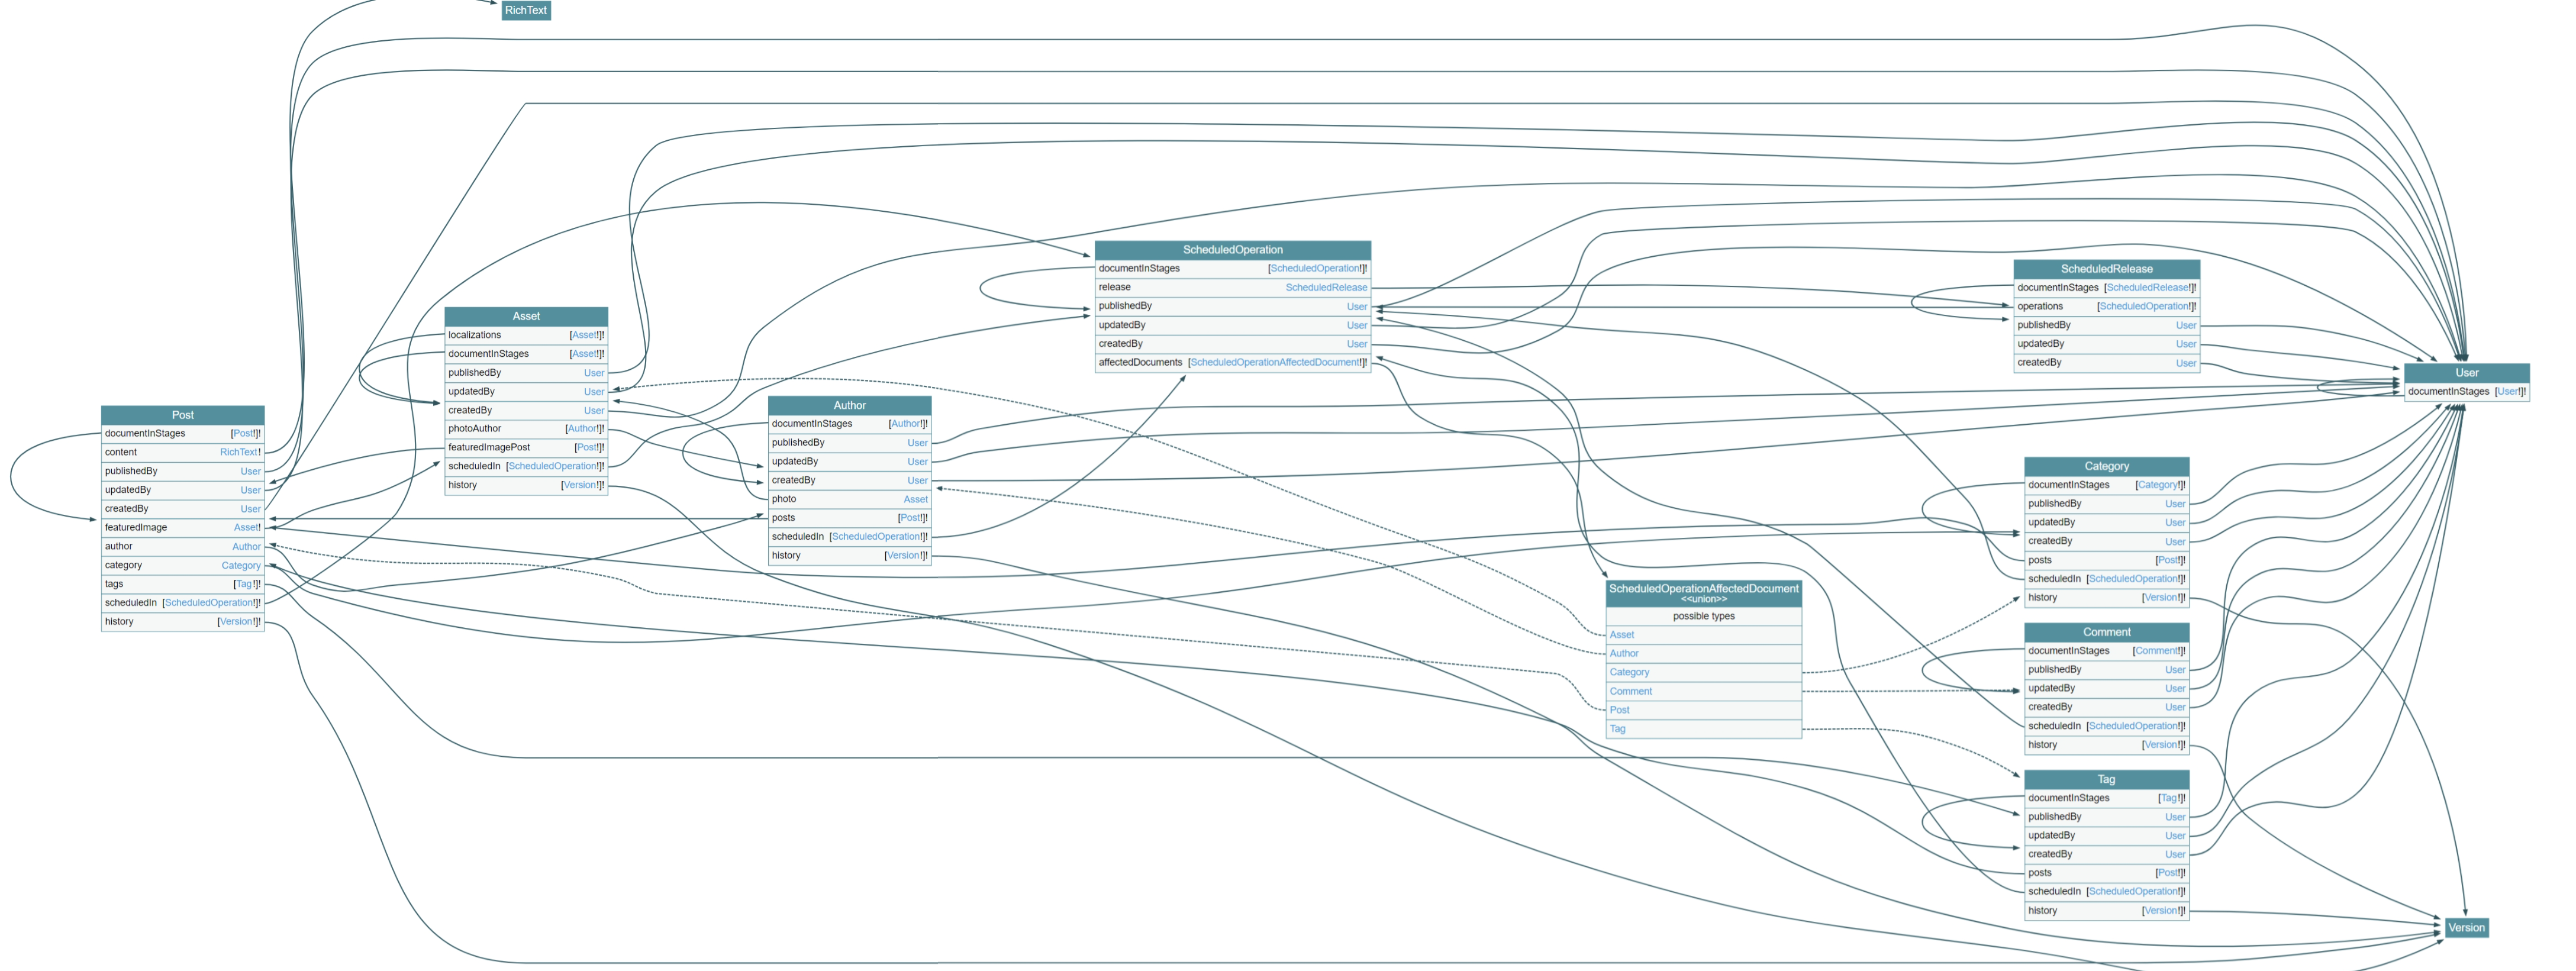 RichText
Post
documentInStages [Post!]!
content RichText!
publishedBy User
updatedBy User
createdBy User
featuredImage Asset!
author Author
category Category
tags [Tag!]!
scheduledIn [ScheduledOperation!]!
history [Version!]!
Asset
localizations [Asset!]!
documentInStages [Asset!]!
publishedBy User
updatedBy User
createdBy User
photoAuthor [Author!]!
featuredImagePost [Post!]!
scheduledIn [ScheduledOperation!]!
history [Version!]!
Author
documentInStages [Author!]!
publishedBy User
updatedBy User
createdBy User
photo Asset
posts [Post!]!
scheduledIn [ScheduledOperation!]!
history [Version!]!
ScheduledOperation
documentInStages [ScheduledOperation!]!
release ScheduledRelease
publishedBy User
updatedBy User
createdBy User
affectedDocuments [ScheduledOperationAffectedDocument!]!
ScheduledOperationAffectedDocument
<<union>>
possible types
Asset
Author
Category
Comment
Post
Tag
ScheduledRelease
documentInStages [ScheduledRelease!]!
operations [ScheduledOperation!]!
publishedBy User
updatedBy User
createdBy User
Category
documentInStages [Category!]!
publishedBy User
updatedBy User
createdBy User
posts [Post!]!
scheduledIn [ScheduledOperation!]!
history [Version!]!
Comment
documentInStages [Comment!]!
publishedBy User
updatedBy User
createdBy User
scheduledIn [ScheduledOperation!]!
history [Version!]!
Tag
documentInStages [Tag!]!
publishedBy User
updatedBy User
createdBy User
posts [Post!]!
scheduledIn [ScheduledOperation!]!
history [Version!]!
User
documentInStages [User!]!
Version